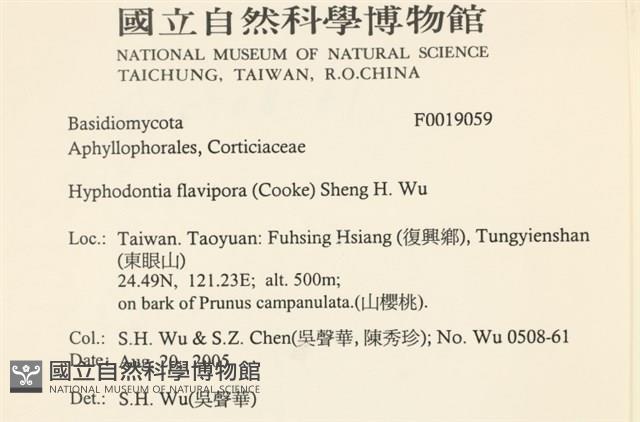 國立自然科學博物館
NATIONAL MUSEUM OF NATURAL SCIENCE
TAICHUNG, TAIWAN, R.O.CHINA
Basidiomycota F0019059
Aphyllophorales, Corticiaceae
Hyphodontia flavipora (Cooke) Sheng H. Wu
Loc.: Taiwan. Taoyuan: Fuhsing Hsiang (復興鄉), Tungyienshan
(東眼山)
24.49N, 121.23E; alt. 500m;
on bark of Prunus campanulata.(山櫻桃).
Col.: S.H. Wu & S.Z. Chen(吳聲華, 陳秀珍); No. Wu 0508-61
Date: Aug. 20, 2005
國立自然科學博物館
NATIONAL MUSEUM OF NATURAL SCIENCE
Det.: S.H. Wu(吳聲華)